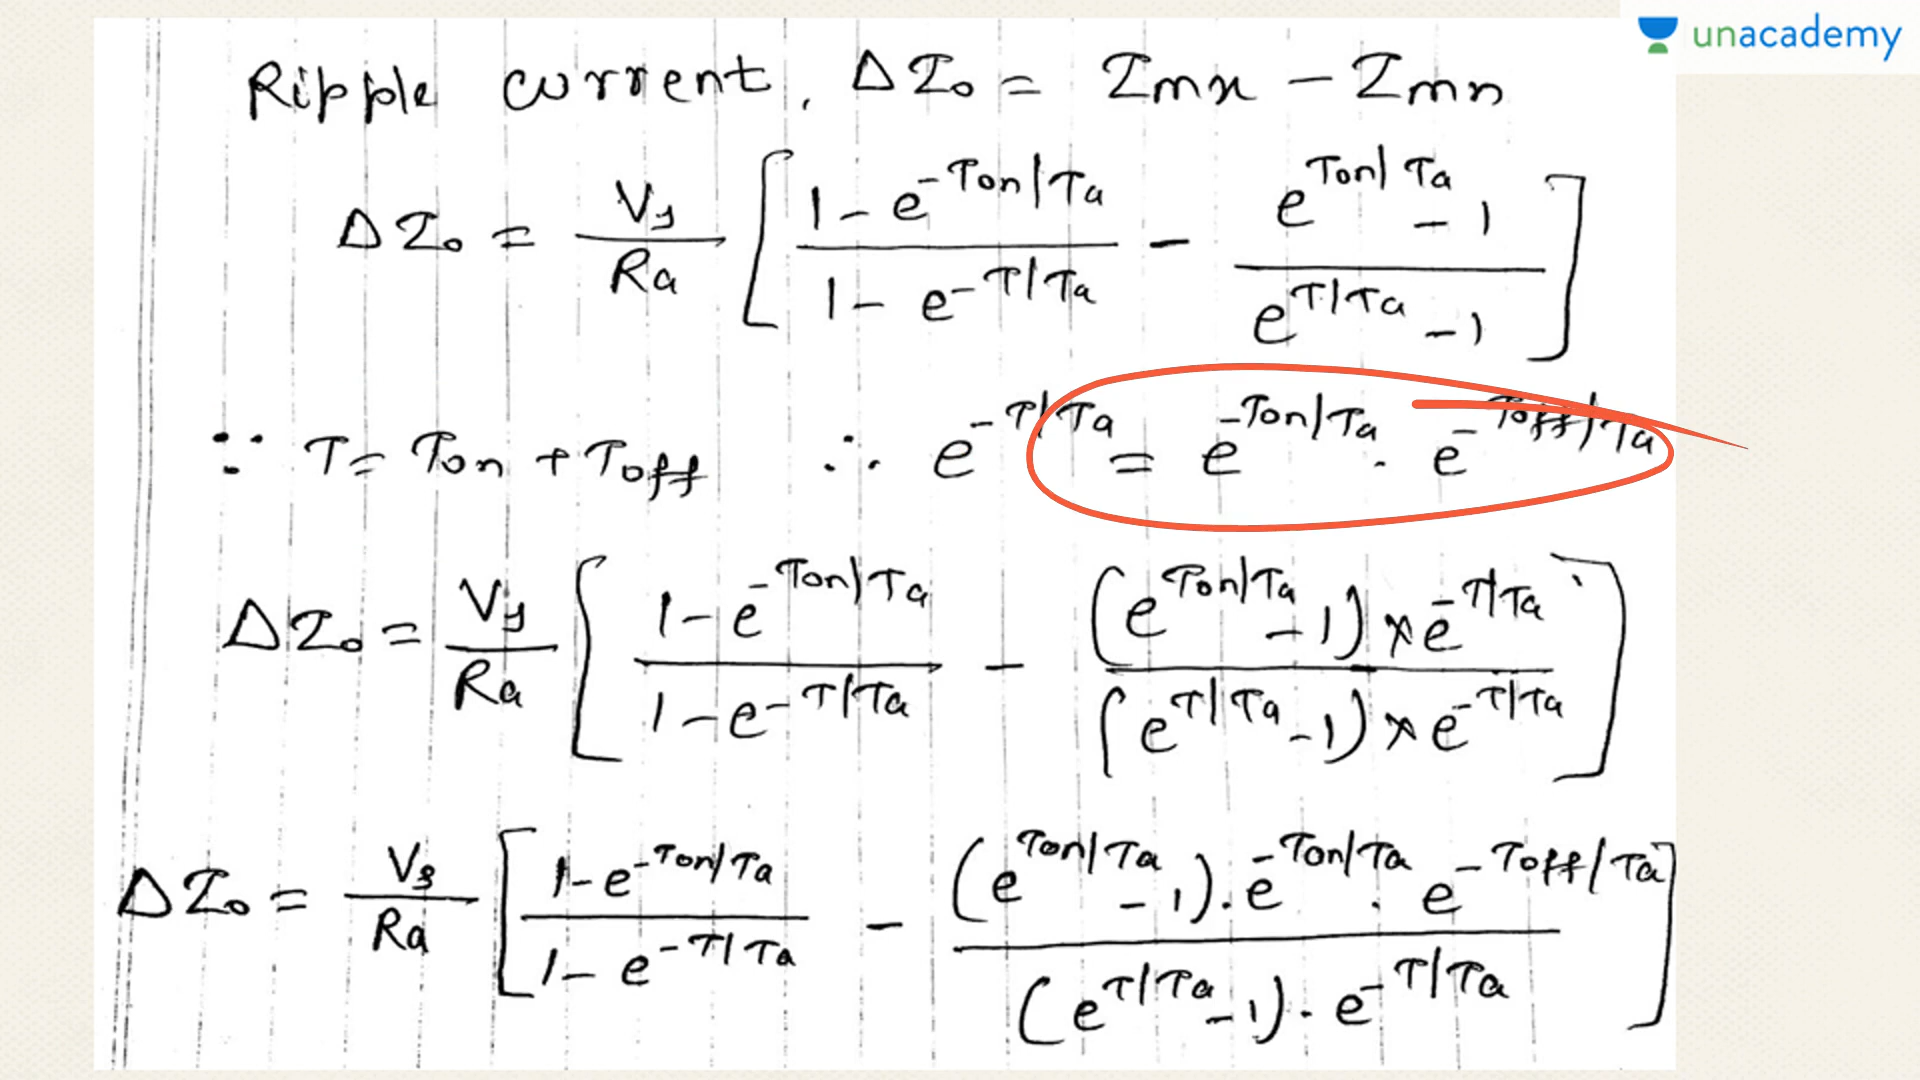 unacademy
Ripple current, ΔI₀ = Imx − Imn
ΔI₀ = Vs/Ra [ (1 − e^(−Ton/Ta)) / (1 − e^(−T/Ta)) − (e^(Ton/Ta) − 1) / (e^(T/Ta) − 1) ]
∵ T = Ton + Toff ∴ e^(−T/Ta) = e^(−Ton/Ta) · e^(−Toff/Ta)
ΔI₀ = Vs/Ra [ (1 − e^(−Ton/Ta)) / (1 − e^(−T/Ta)) − ((e^(Ton/Ta) − 1) × e^(−T/Ta)) / ((e^(T/Ta) − 1) × e^(−T/Ta)) ]
ΔI₀ = Vs/Ra [ (1 − e^(−Ton/Ta)) / (1 − e^(−T/Ta)) − ((e^(Ton/Ta) − 1) · e^(−Ton/Ta) · e^(−Toff/Ta)) / ((e^(T/Ta) − 1) · e^(−T/Ta)) ]